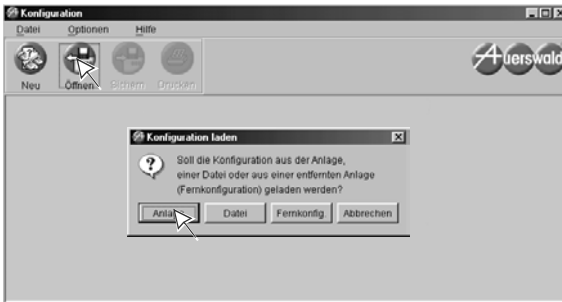 Konfiguration
Datei Optionen Hilfe
Neu Öffnen Sichern Drucken
Auerswald
Konfiguration laden
Soll die Konfiguration aus der Anlage,
einer Datei oder aus einer entfernten Anlage
(Fernkonfiguration) geladen werden?
Anlage Datei Fernkonfig. Abbrechen